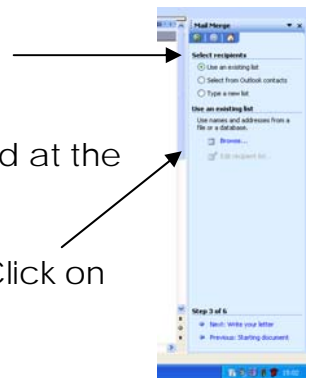 Mail Merge
Select recipients
Use an existing list
Select from Outlook contacts
Type a new list
Use an existing list
Use names and addresses from a
file or a database.
Browse...
Edit recipient list...
d at the
Click on
Step 3 of 6
Next: Write your letter
Previous: Starting document
15:02